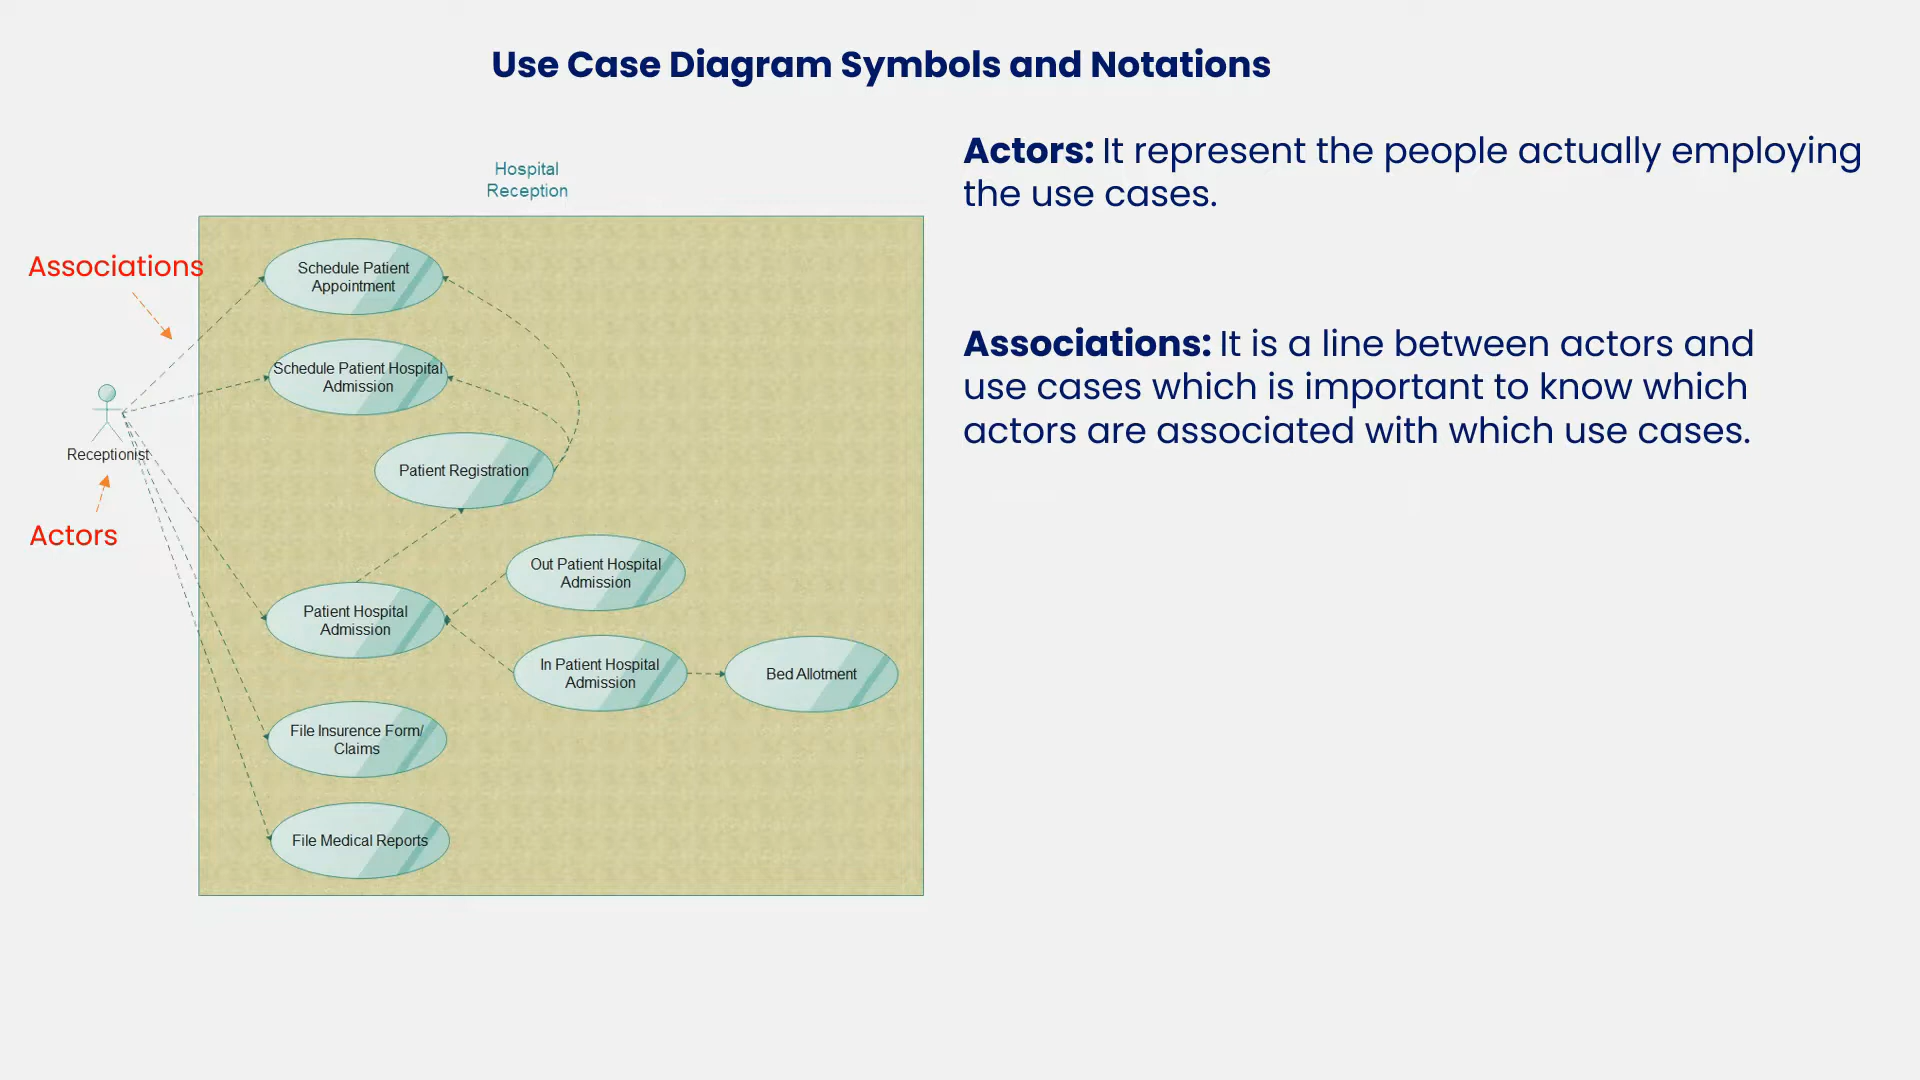 Use Case Diagram Symbols and Notations
Hospital
Reception
Associations
Receptionist
Actors
Schedule Patient
Appointment
Schedule Patient Hospital
Admission
Patient Registration
Out Patient Hospital
Admission
Patient Hospital
Admission
In Patient Hospital
Admission
Bed Allotment
File Insurence Form/
Claims
File Medical Reports
Actors: It represent the people actually employing
the use cases.
Associations: It is a line between actors and
use cases which is important to know which
actors are associated with which use cases.